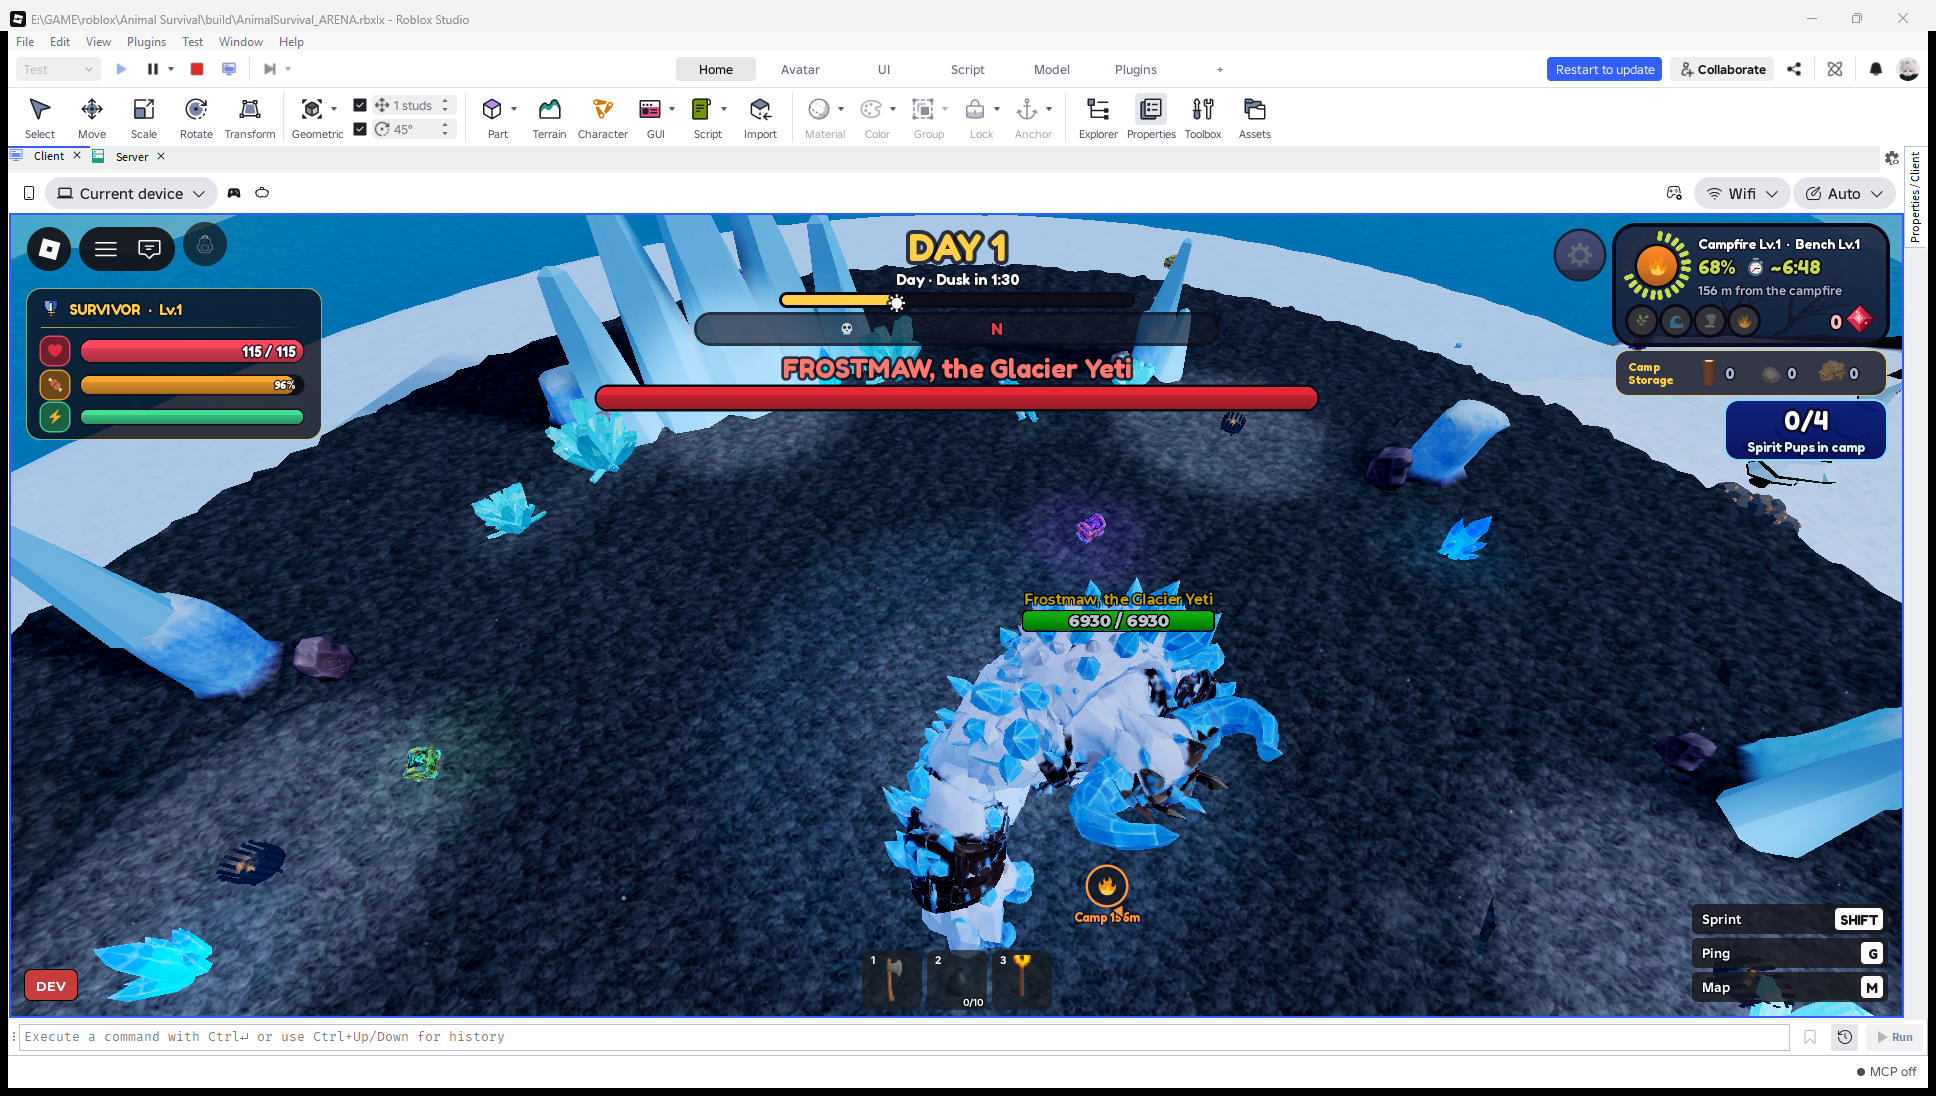 E:\GAME\roblox\Animal Survival\build\AnimalSurvival_ARENA.rbxlx - Roblox Studio
File Edit View Plugins Test Window Help
Test
Home Avatar UI Script Model Plugins +
Restart to update
Collaborate
Select Move Scale Rotate Transform
Geometric
1 studs
45°
Part Terrain Character GUI Script Import
Material Color Group Lock Anchor
Explorer Properties Toolbox Assets
Client Server
Properties / Client
Current device
Wifi
Auto
DAY 1
Day · Dusk in 1:30
N
FROSTMAW, the Glacier Yeti
SURVIVOR · Lv.1
115 / 115
96%
Campfire Lv.1 · Bench Lv.1
68% ~6:48
156 m from the campfire
0
Camp
Storage
0 0 0
0/4
Spirit Pups in camp
Frostmaw, the Glacier Yeti
6930 / 6930
Camp 156m
1 2 3
0/10
Sprint SHIFT
Ping G
Map M
DEV
Execute a command with Ctrl↵ or use Ctrl+Up/Down for history
Run
MCP off